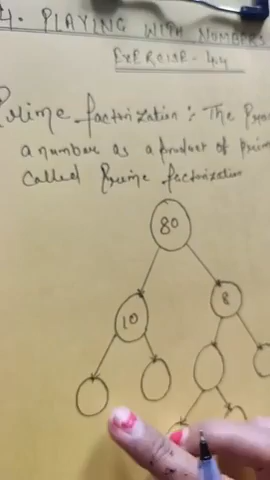 4. PLAYING WITH NUMBERS
EXERCISE - 4.4
Prime factorization :- The
a number as a product of
called Prime factorization
80
10
8